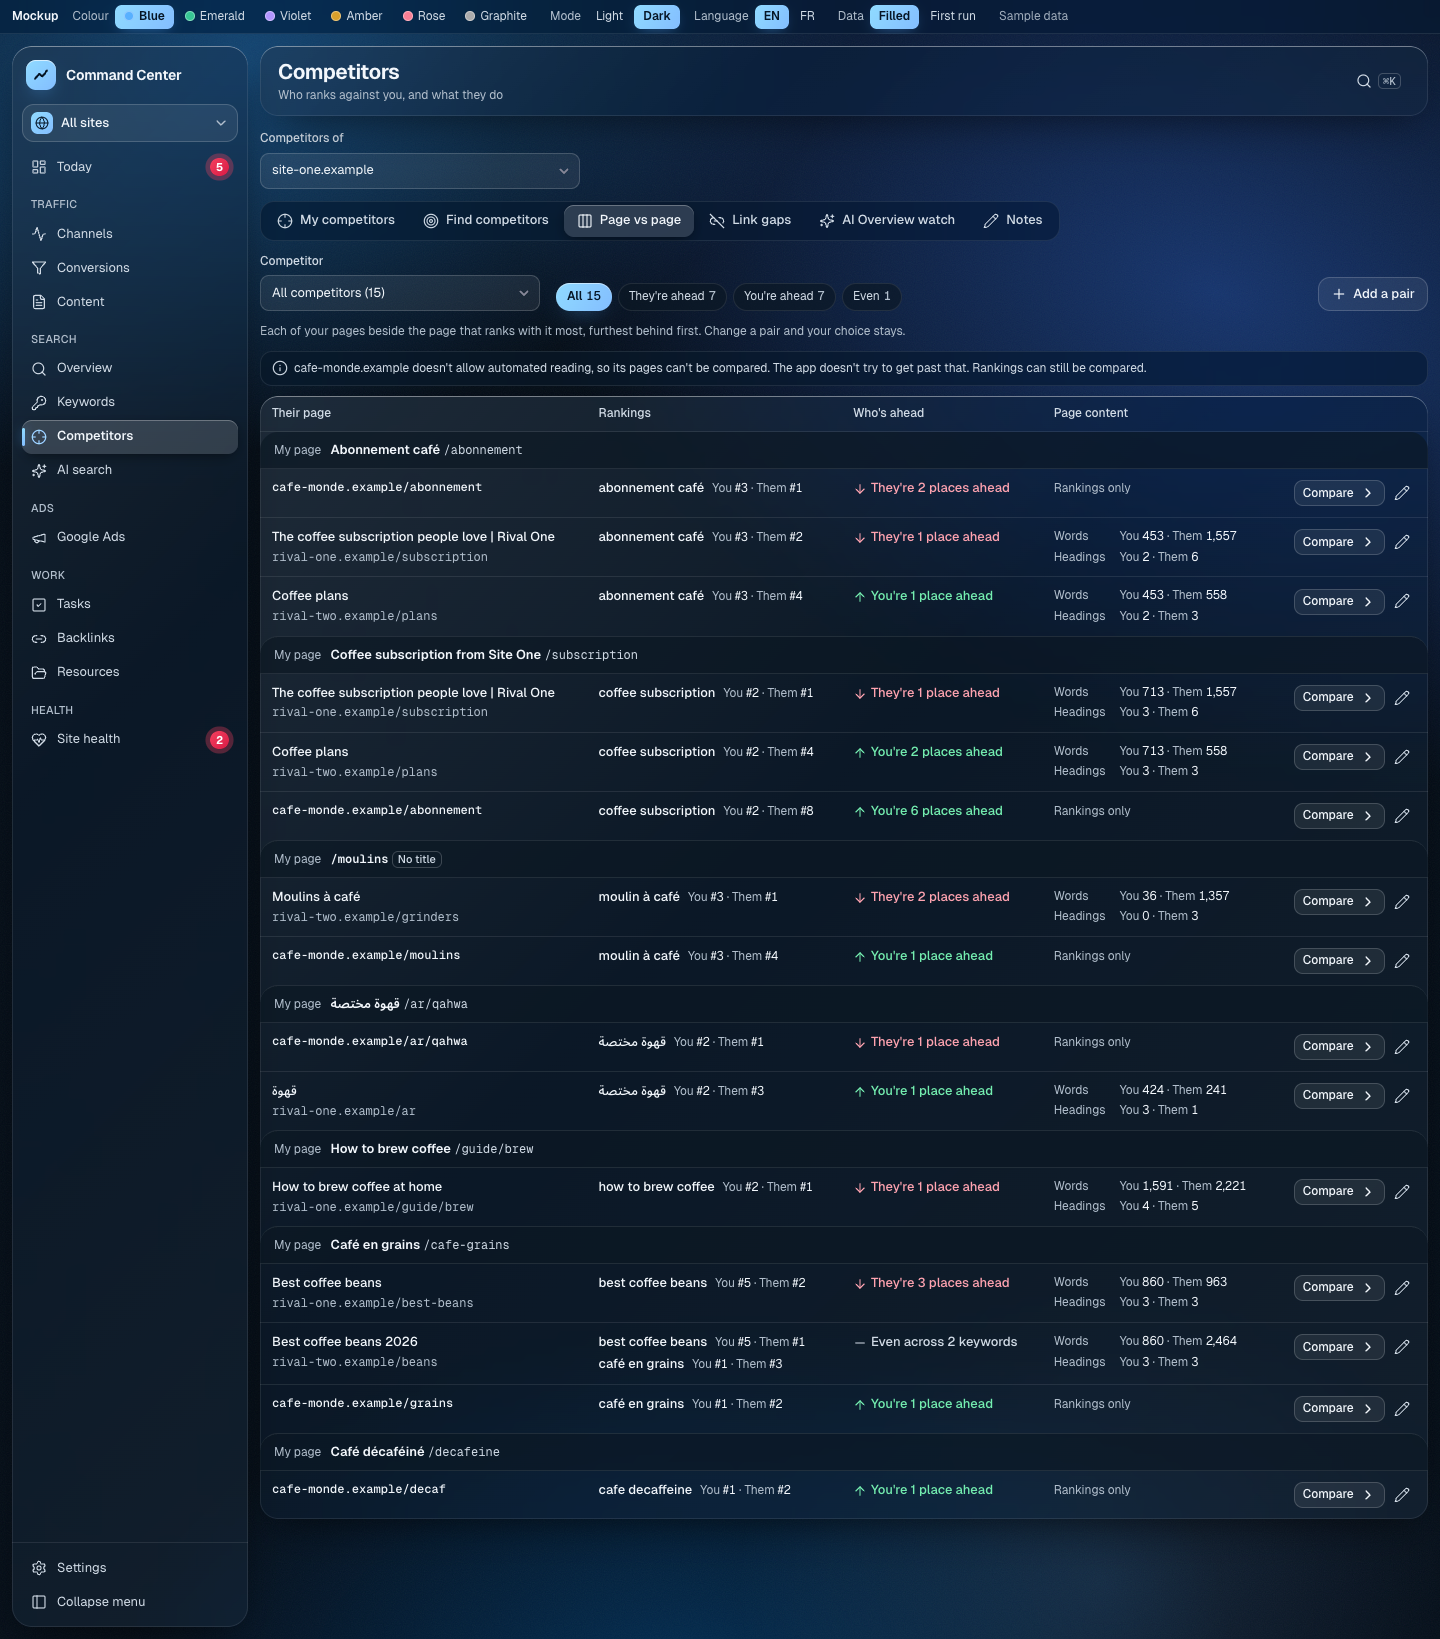 Mockup Colour Blue Emerald Violet Amber Rose Graphite Mode Light Dark Language EN FR Data Filled First run Sample data
Command Center
All sites
Today 5
TRAFFIC
Channels
Conversions
Content
SEARCH
Overview
Keywords
Competitors
AI search
ADS
Google Ads
WORK
Tasks
Backlinks
Resources
HEALTH
Site health 2
Settings
Collapse menu
Competitors
Who ranks against you, and what they do
⌘K
Competitors of
site-one.example
My competitors Find competitors Page vs page Link gaps AI Overview watch Notes
Competitor
All competitors (15) All 15 They're ahead 7 You're ahead 7 Even 1 Add a pair
Each of your pages beside the page that ranks with it most, furthest behind first. Change a pair and your choice stays.
cafe-monde.example doesn't allow automated reading, so its pages can't be compared. The app doesn't try to get past that. Rankings can still be compared.
Their page Rankings Who's ahead Page content
My page Abonnement café /abonnement
cafe-monde.example/abonnement abonnement café You #3 · Them #1 They're 2 places ahead Rankings only Compare
The coffee subscription people love | Rival One abonnement café You #3 · Them #2 They're 1 place ahead Words You 453 · Them 1,557 Compare
rival-one.example/subscription Headings You 2 · Them 6
Coffee plans abonnement café You #3 · Them #4 You're 1 place ahead Words You 453 · Them 558 Compare
rival-two.example/plans Headings You 2 · Them 3
My page Coffee subscription from Site One /subscription
The coffee subscription people love | Rival One coffee subscription You #2 · Them #1 They're 1 place ahead Words You 713 · Them 1,557 Compare
rival-one.example/subscription Headings You 3 · Them 6
Coffee plans coffee subscription You #2 · Them #4 You're 2 places ahead Words You 713 · Them 558 Compare
rival-two.example/plans Headings You 3 · Them 3
cafe-monde.example/abonnement coffee subscription You #2 · Them #8 You're 6 places ahead Rankings only Compare
My page /moulins No title
Moulins à café moulin à café You #3 · Them #1 They're 2 places ahead Words You 36 · Them 1,357 Compare
rival-two.example/grinders Headings You 0 · Them 3
cafe-monde.example/moulins moulin à café You #3 · Them #4 You're 1 place ahead Rankings only Compare
My page قهوة مختصة /ar/qahwa
cafe-monde.example/ar/qahwa قهوة مختصة You #2 · Them #1 They're 1 place ahead Rankings only Compare
قهوة قهوة مختصة You #2 · Them #3 You're 1 place ahead Words You 424 · Them 241 Compare
rival-one.example/ar Headings You 3 · Them 1
My page How to brew coffee /guide/brew
How to brew coffee at home how to brew coffee You #2 · Them #1 They're 1 place ahead Words You 1,591 · Them 2,221 Compare
rival-one.example/guide/brew Headings You 4 · Them 5
My page Café en grains /cafe-grains
Best coffee beans best coffee beans You #5 · Them #2 They're 3 places ahead Words You 860 · Them 963 Compare
rival-one.example/best-beans Headings You 3 · Them 3
Best coffee beans 2026 best coffee beans You #5 · Them #1 Even across 2 keywords Words You 860 · Them 2,464 Compare
rival-two.example/beans café en grains You #1 · Them #3 Headings You 3 · Them 3
cafe-monde.example/grains café en grains You #1 · Them #2 You're 1 place ahead Rankings only Compare
My page Café décaféiné /decafeine
cafe-monde.example/decaf cafe decaffeine You #1 · Them #2 You're 1 place ahead Rankings only Compare